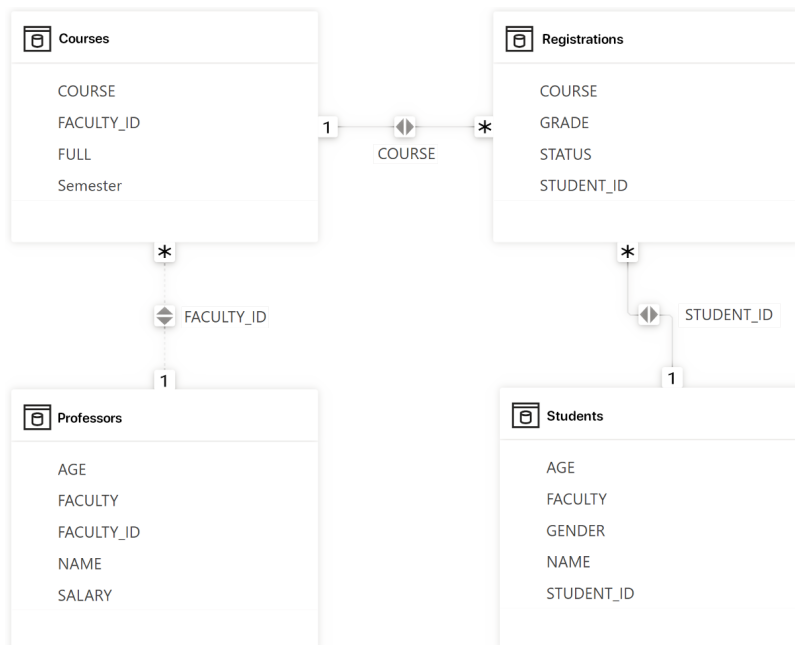 Courses
COURSE
FACULTY_ID
FULL
Semester
1
*
COURSE
Registrations
COURSE
GRADE
STATUS
STUDENT_ID
*
FACULTY_ID
1
*
STUDENT_ID
1
Professors
AGE
FACULTY
FACULTY_ID
NAME
SALARY
Students
AGE
FACULTY
GENDER
NAME
STUDENT_ID